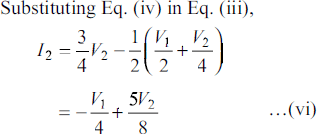 Substituting Eq. (iv) in Eq. (iii),
I₂ = 3/4 V₂ − 1/2 (V₁/2 + V₂/4)
= − V₁/4 + 5V₂/8 ...(vi)